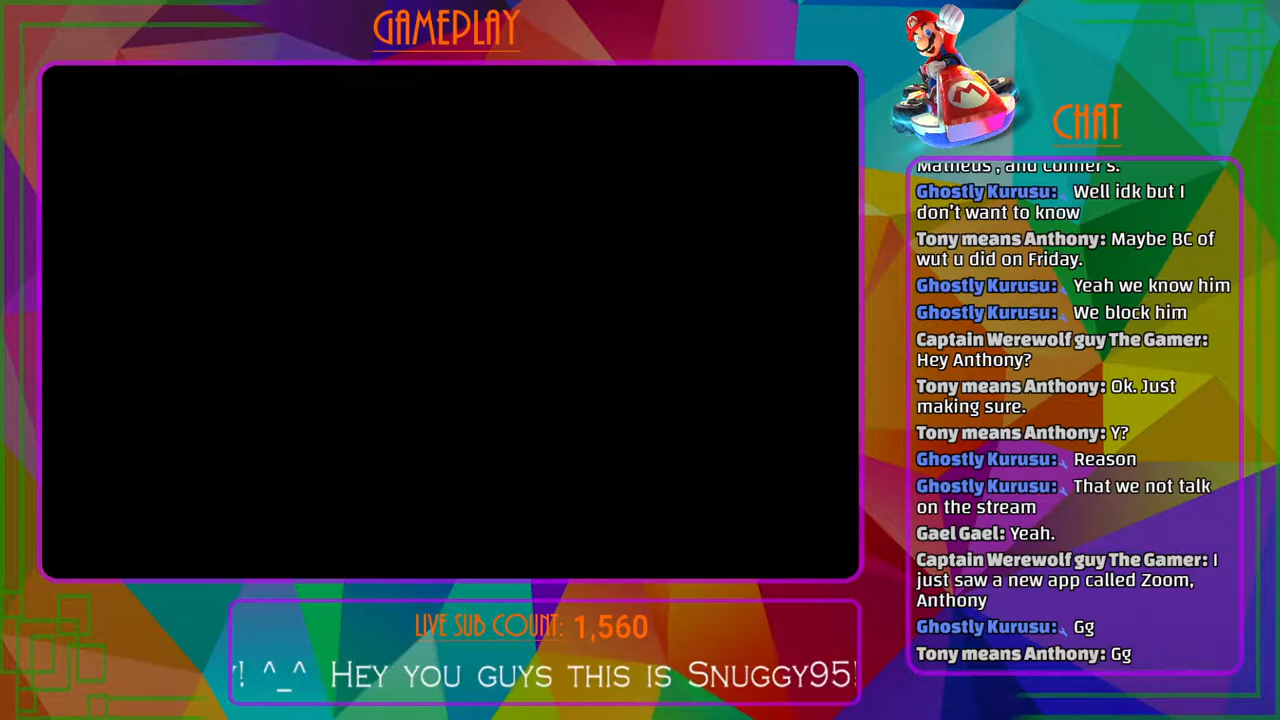 GAMEPLAY
CHAT
Matheus , and Conner's.
Ghostly Kurusu: Well idk but I
don't want to know
Tony means Anthony: Maybe BC of
wut u did on Friday.
Ghostly Kurusu: Yeah we know him
Ghostly Kurusu: We block him
Captain Werewolf guy The Gamer:
Hey Anthony?
Tony means Anthony: Ok. Just
making sure.
Tony means Anthony: Y?
Ghostly Kurusu: Reason
Ghostly Kurusu: That we not talk
on the stream
Gael Gael: Yeah.
Captain Werewolf guy The Gamer: I
just saw a new app called Zoom,
Anthony
Ghostly Kurusu: Gg
Tony means Anthony: Gg
LIVE SUB COUNT: 1,560
! ^_^ Hey you guys this is Snuggy95!